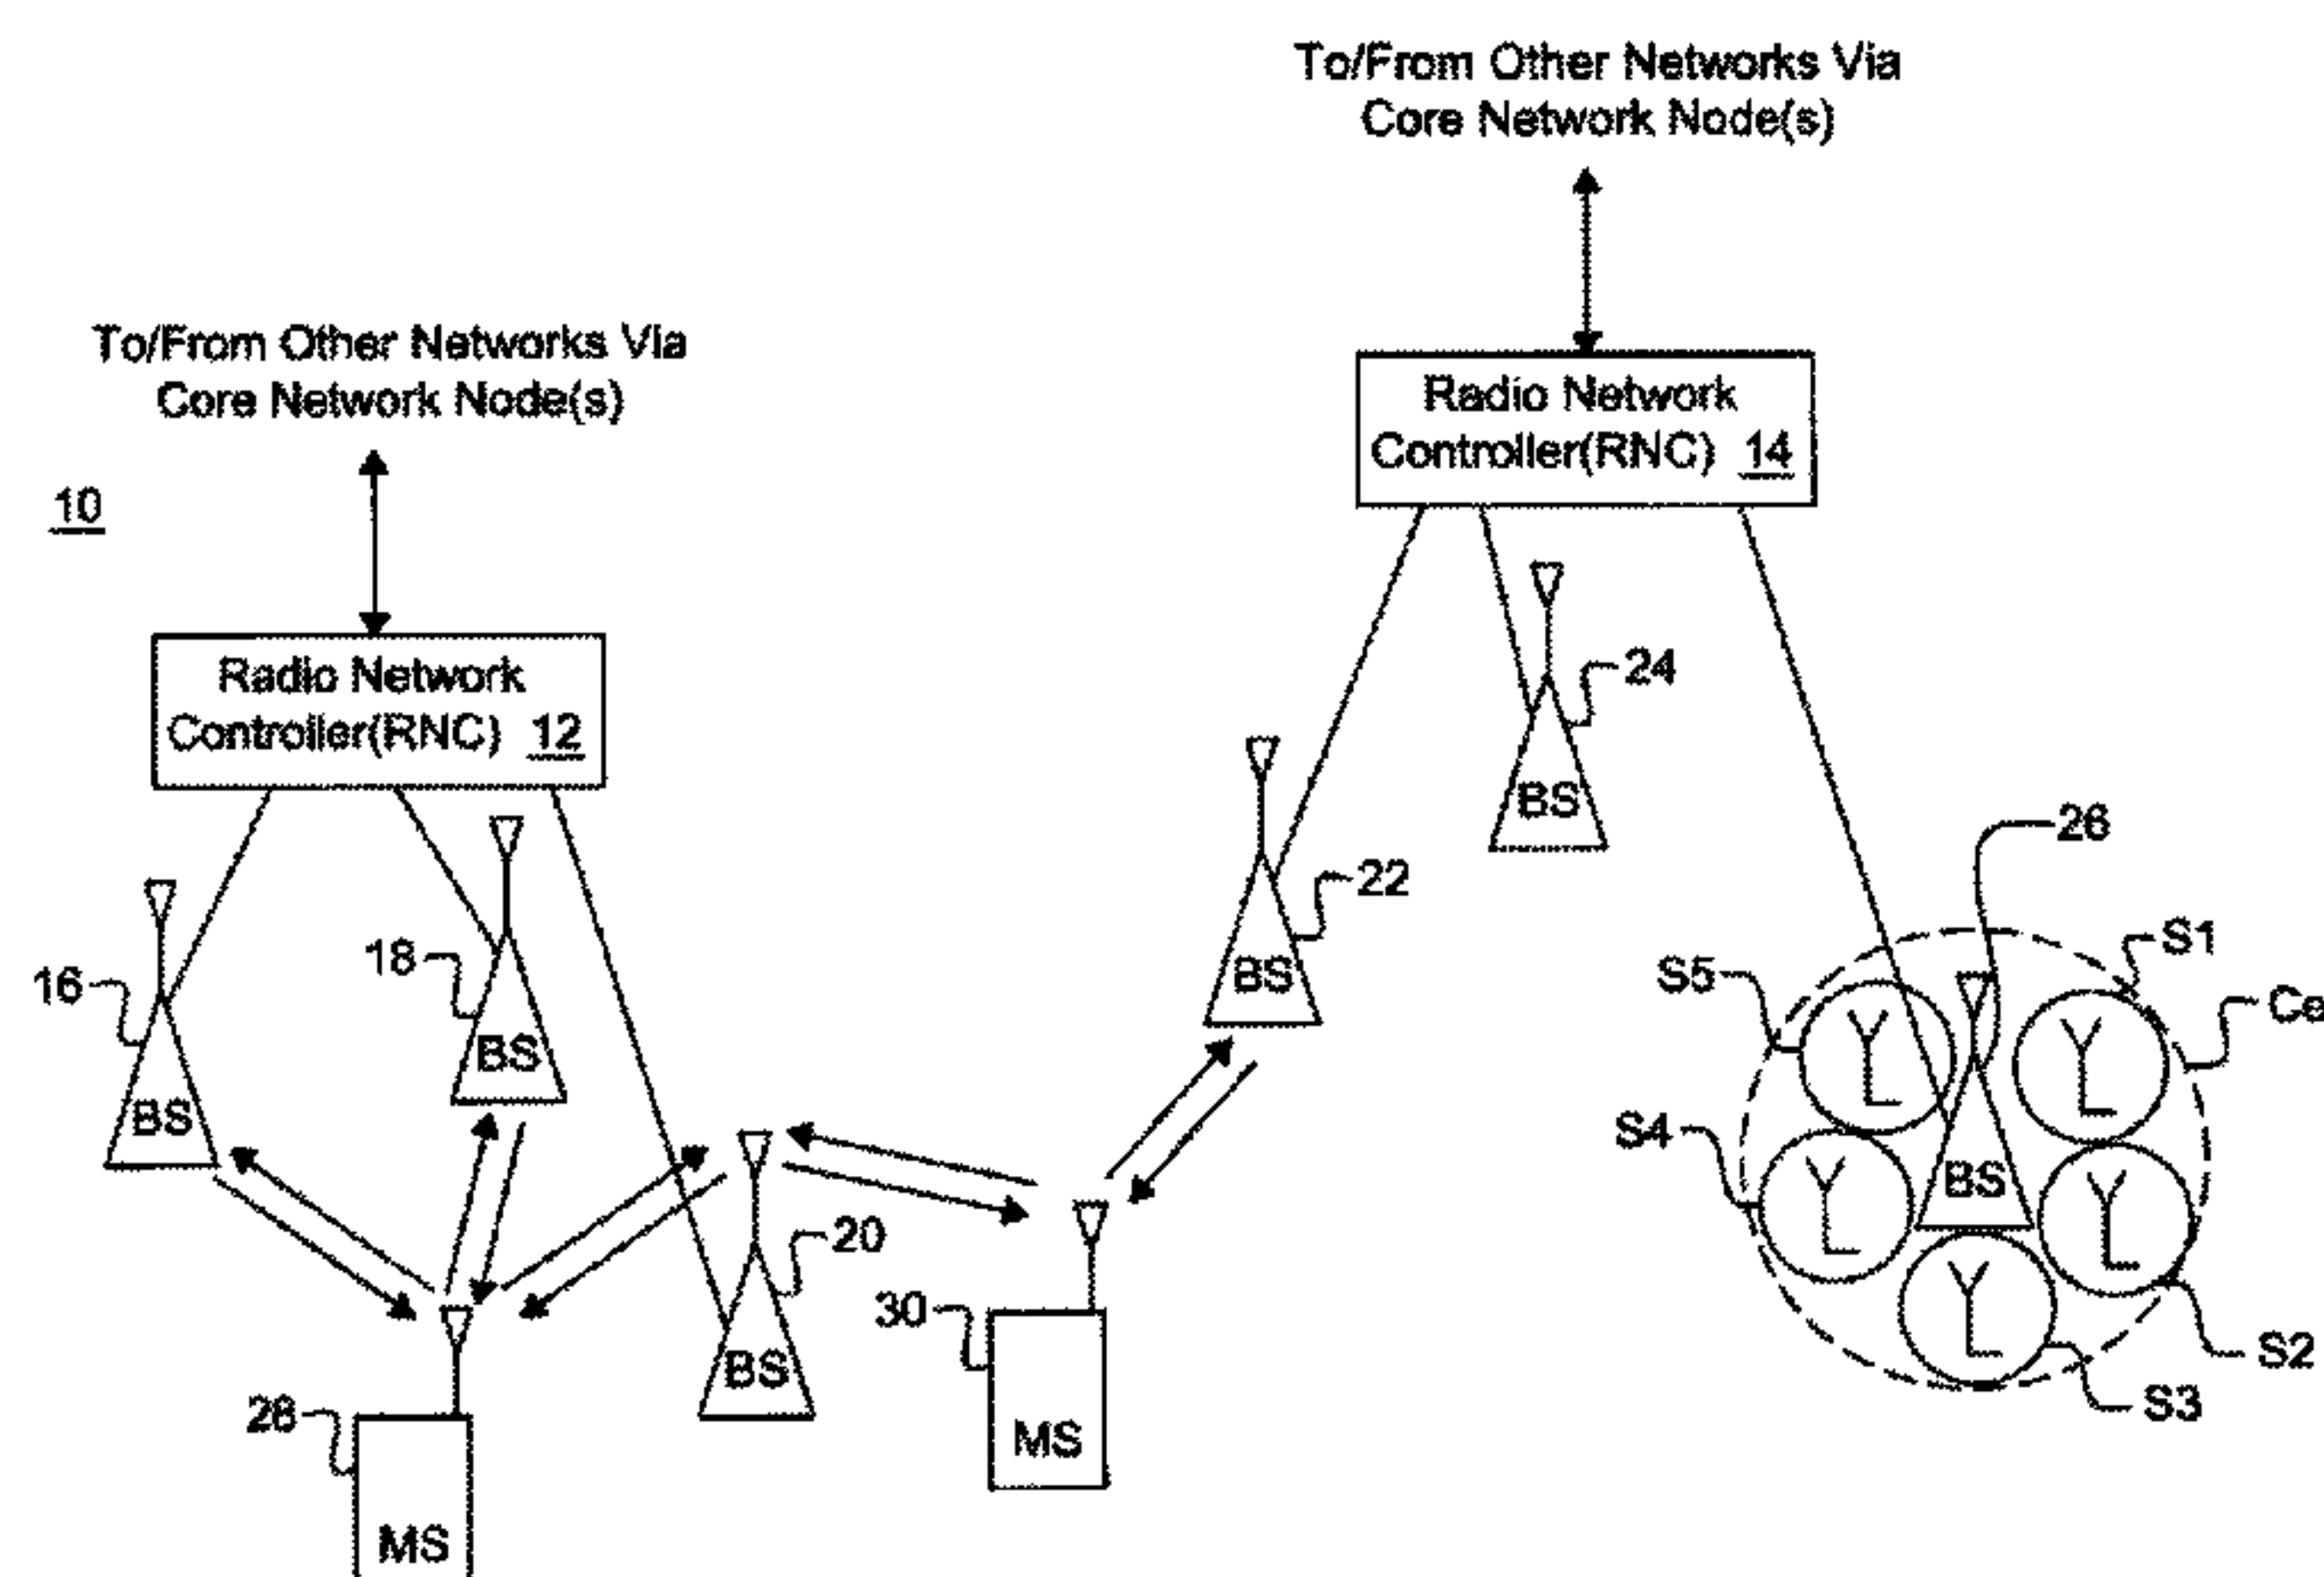 To/From Other Networks Via
Core Network Node(s)
To/From Other Networks Via
Core Network Node(s)
Radio Network
Controller(RNC) 14
10
Radio Network
Controller(RNC) 12
24
BS
26
22
BS
S1
18
S5
16
Ce
BS
BS
S4
BS
20
S2
30
BS
S3
28
MS
MS